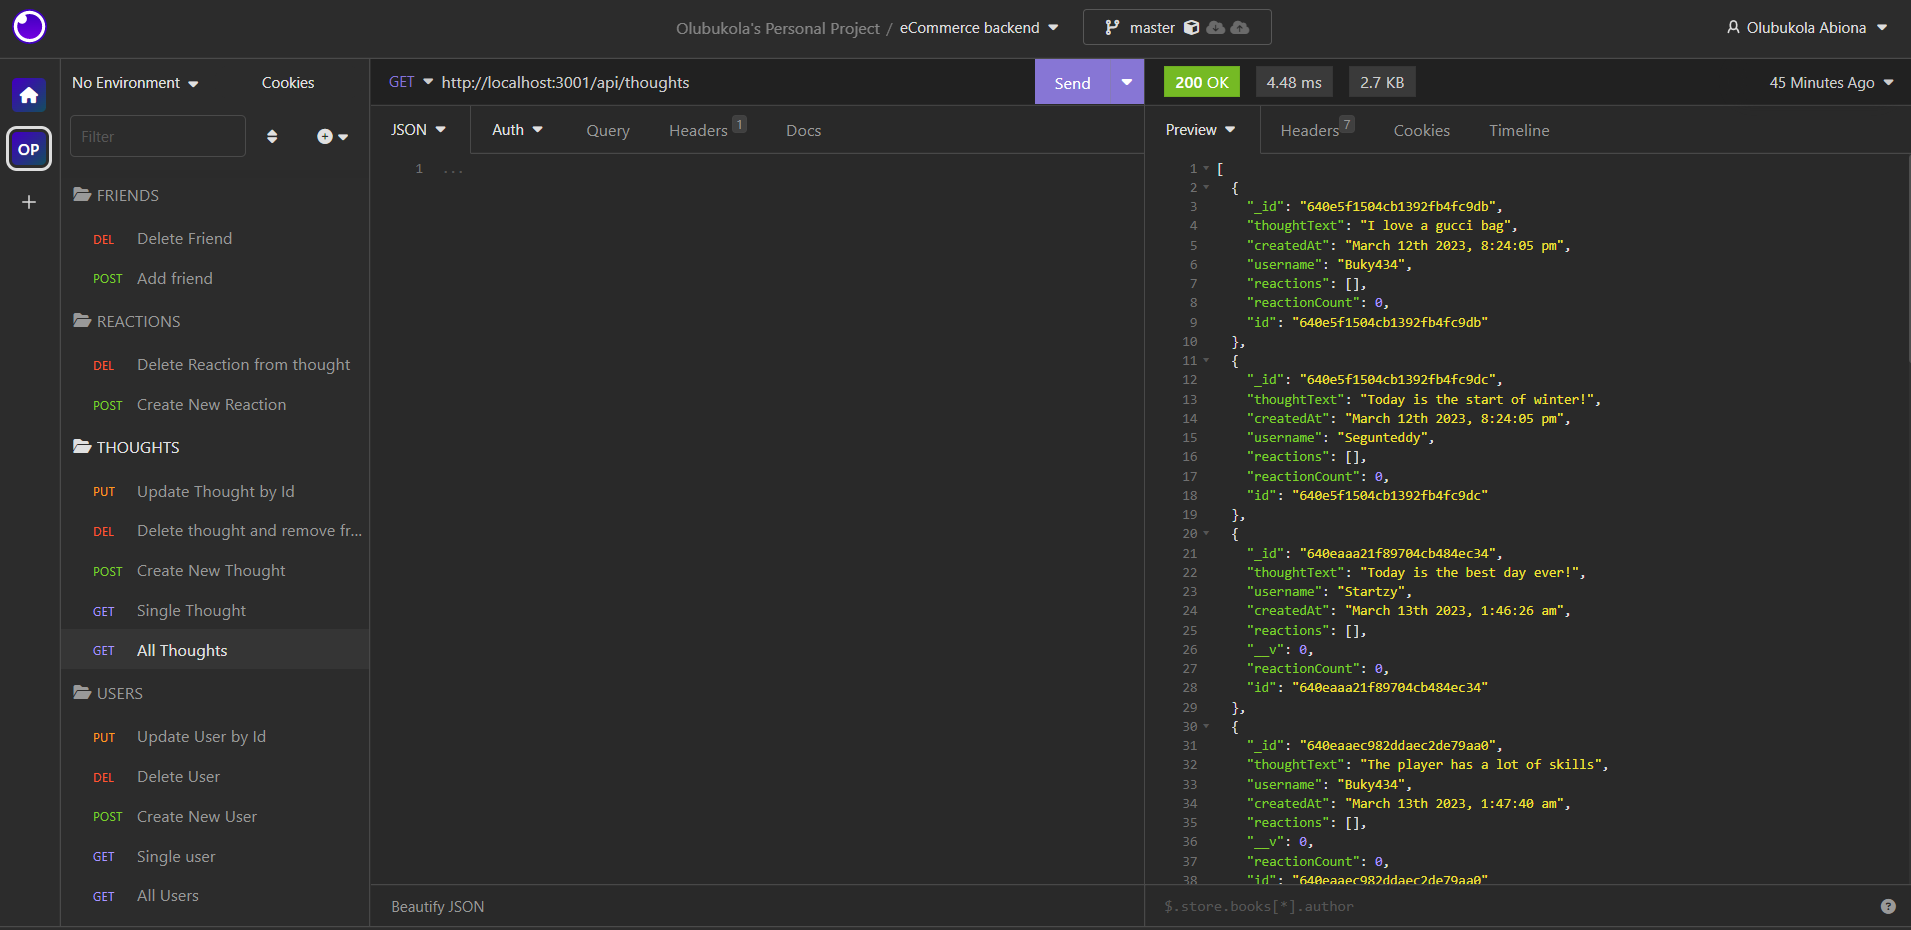 Olubukola's Personal Project / eCommerce backend
master
Olubukola Abiona
No Environment
Cookies
GET http://localhost:3001/api/thoughts
Send
200 OK
4.48 ms
2.7 KB
45 Minutes Ago
OP
Filter
JSON
Auth
Query
Headers 1
Docs
Preview
Headers 7
Cookies
Timeline
FRIENDS
DEL Delete Friend
POST Add friend
REACTIONS
DEL Delete Reaction from thought
POST Create New Reaction
THOUGHTS
PUT Update Thought by Id
DEL Delete thought and remove fr...
POST Create New Thought
GET Single Thought
GET All Thoughts
USERS
PUT Update User by Id
DEL Delete User
POST Create New User
GET Single user
GET All Users
1 ...
Beautify JSON
1 [
2 {
3 "_id": "640e5f1504cb1392fb4fc9db",
4 "thoughtText": "I love a gucci bag",
5 "createdAt": "March 12th 2023, 8:24:05 pm",
6 "username": "Buky434",
7 "reactions": [],
8 "reactionCount": 0,
9 "id": "640e5f1504cb1392fb4fc9db"
10 },
11 {
12 "_id": "640e5f1504cb1392fb4fc9dc",
13 "thoughtText": "Today is the start of winter!",
14 "createdAt": "March 12th 2023, 8:24:05 pm",
15 "username": "Segunteddy",
16 "reactions": [],
17 "reactionCount": 0,
18 "id": "640e5f1504cb1392fb4fc9dc"
19 },
20 {
21 "_id": "640eaaa21f89704cb484ec34",
22 "thoughtText": "Today is the best day ever!",
23 "username": "Startzy",
24 "createdAt": "March 13th 2023, 1:46:26 am",
25 "reactions": [],
26 "__v": 0,
27 "reactionCount": 0,
28 "id": "640eaaa21f89704cb484ec34"
29 },
30 {
31 "_id": "640eaaec982ddaec2de79aa0",
32 "thoughtText": "The player has a lot of skills",
33 "username": "Buky434",
34 "createdAt": "March 13th 2023, 1:47:40 am",
35 "reactions": [],
36 "__v": 0,
37 "reactionCount": 0,
38 "id": "640eaaec982ddaec2de79aa0"
$.store.books[*].author
?